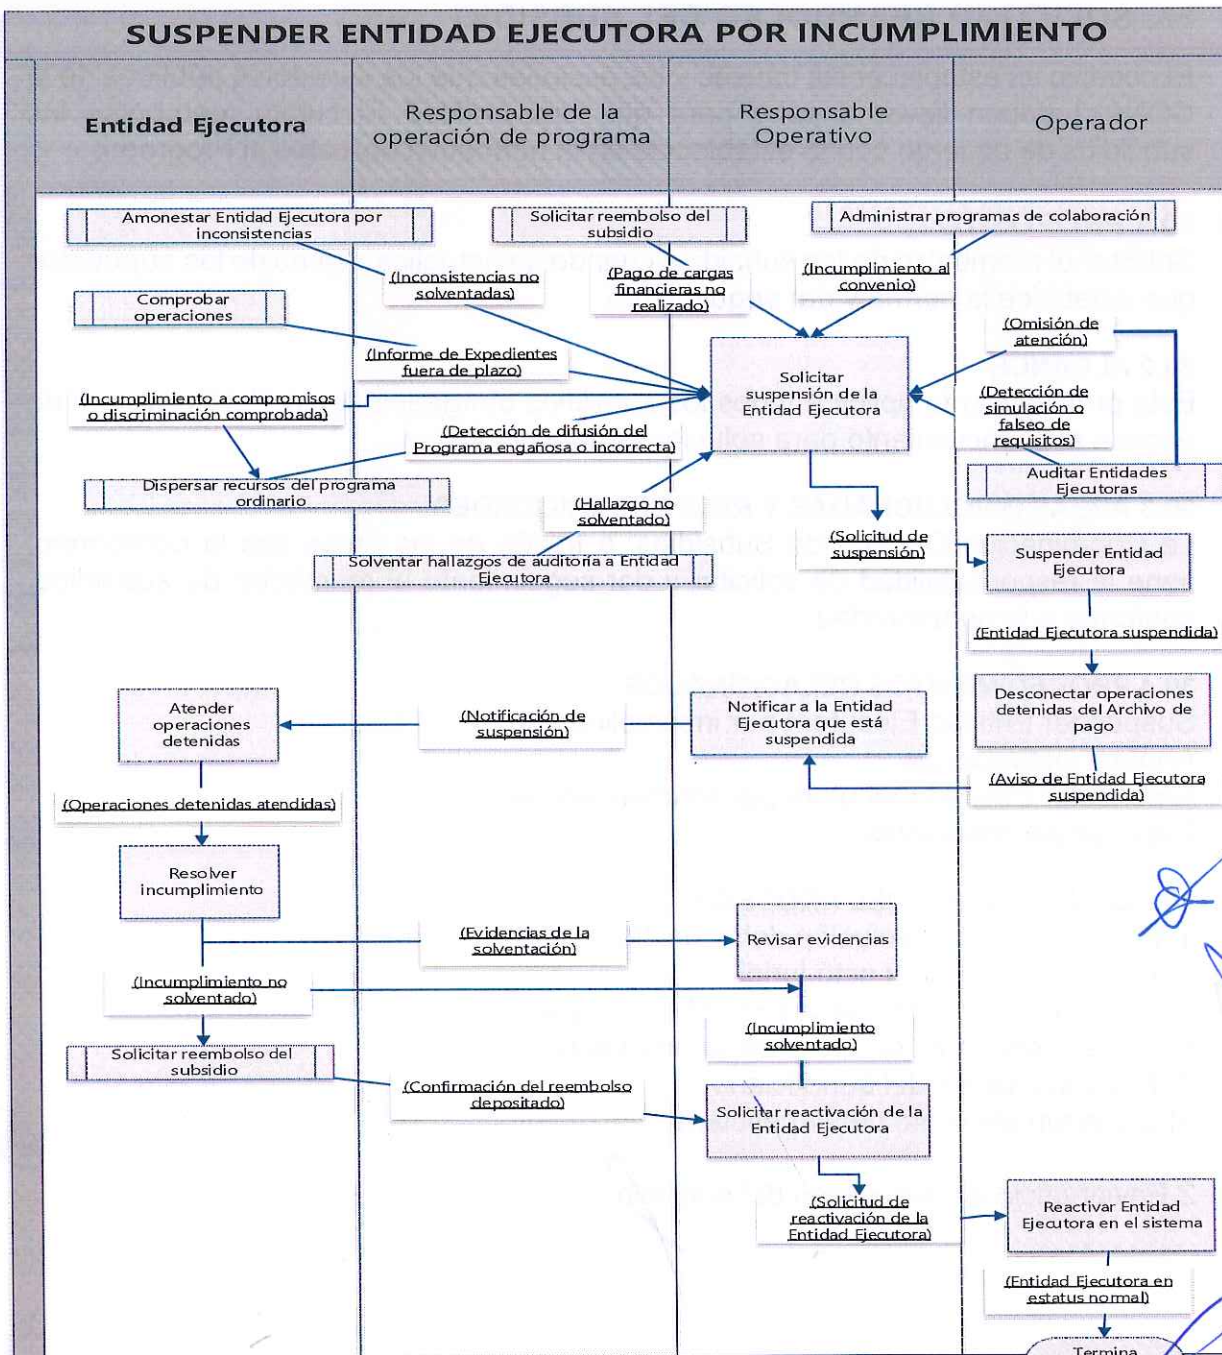 SUSPENDER ENTIDAD EJECUTORA POR INCUMPLIMIENTO
Entidad Ejecutora
Responsable de la
operación de programa
Responsable
Operativo
Operador
Amonestar Entidad Ejecutora por
inconsistencias
Solicitar reembolso del
subsidio
Administrar programas de colaboración
(Inconsistencias no
solventadas)
(Pago de cargas
financieras no
realizado)
(Incumplimiento al
convenio)
Comprobar
operaciones
(Omisión de
atención)
(Informe de Expedientes
fuera de plazo)
Solicitar
suspensión de la
Entidad Ejecutora
(Incumplimiento a compromisos
o discriminación comprobada)
(Detección de
simulación o
falseo de
requisitos)
(Detección de difusión del
Programa engañosa o incorrecta)
Dispersar recursos del programa
ordinario
Auditar Entidades
Ejecutoras
(Hallazgo no
solventado)
(Solicitud de
suspensión)
Suspender Entidad
Ejecutora
Solventar hallazgos de auditoría a Entidad
Ejecutora
(Entidad Ejecutora suspendida)
Atender
operaciones
detenidas
(Notificación de
suspensión)
Notificar a la Entidad
Ejecutora que está
suspendida
Desconectar operaciones
detenidas del Archivo de
pago
(Aviso de Entidad Ejecutora
suspendida)
(Operaciones detenidas atendidas)
Resolver
incumplimiento
(Evidencias de la
solventación)
Revisar evidencias
(Incumplimiento no
solventado)
(Incumplimiento
solventado)
Solicitar reembolso del
subsidio
(Confirmación del reembolso
depositado)
Solicitar reactivación de la
Entidad Ejecutora
(Solicitud de
reactivación de la
Entidad Ejecutora)
Reactivar Entidad
Ejecutora en el sistema
(Entidad Ejecutora en
estatus normal)
Termina